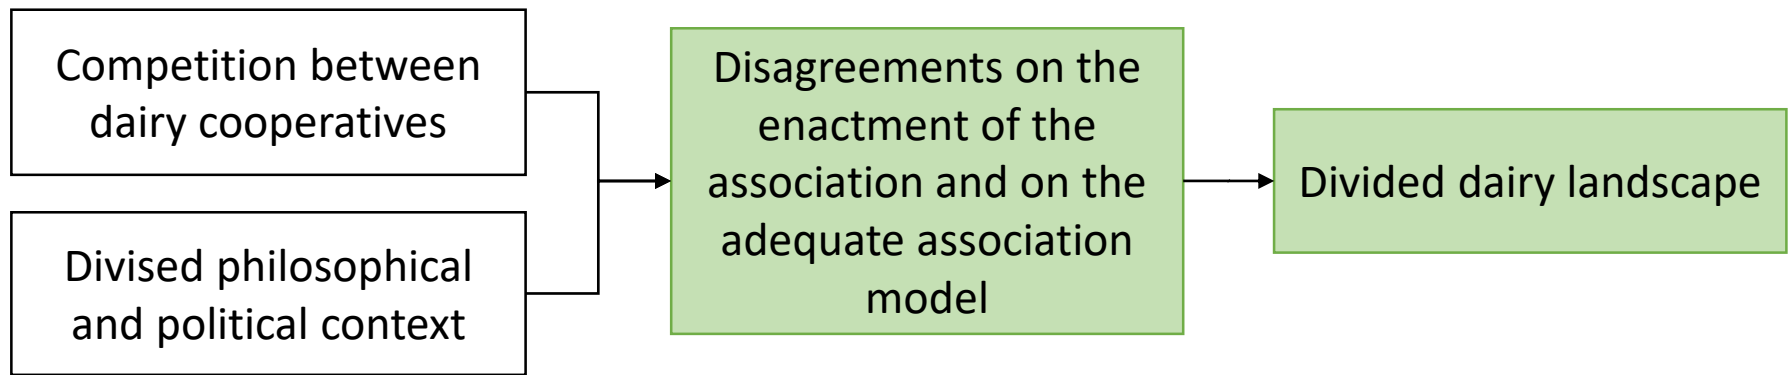 Competition between
dairy cooperatives
Divised philosophical
and political context
Disagreements on the
enactment of the
association and on the
adequate association
model
Divided dairy landscape